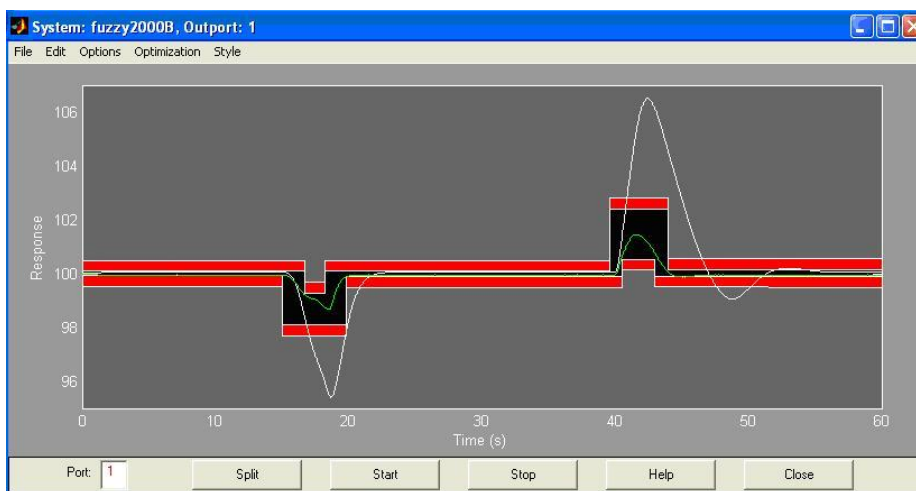 System: fuzzy2000B, Outport: 1
File Edit Options Optimization Style
106
104
102
100
98
96
Response
0 10 20 30 40 50 60
Time (s)
Port: 1 Split Start Stop Help Close